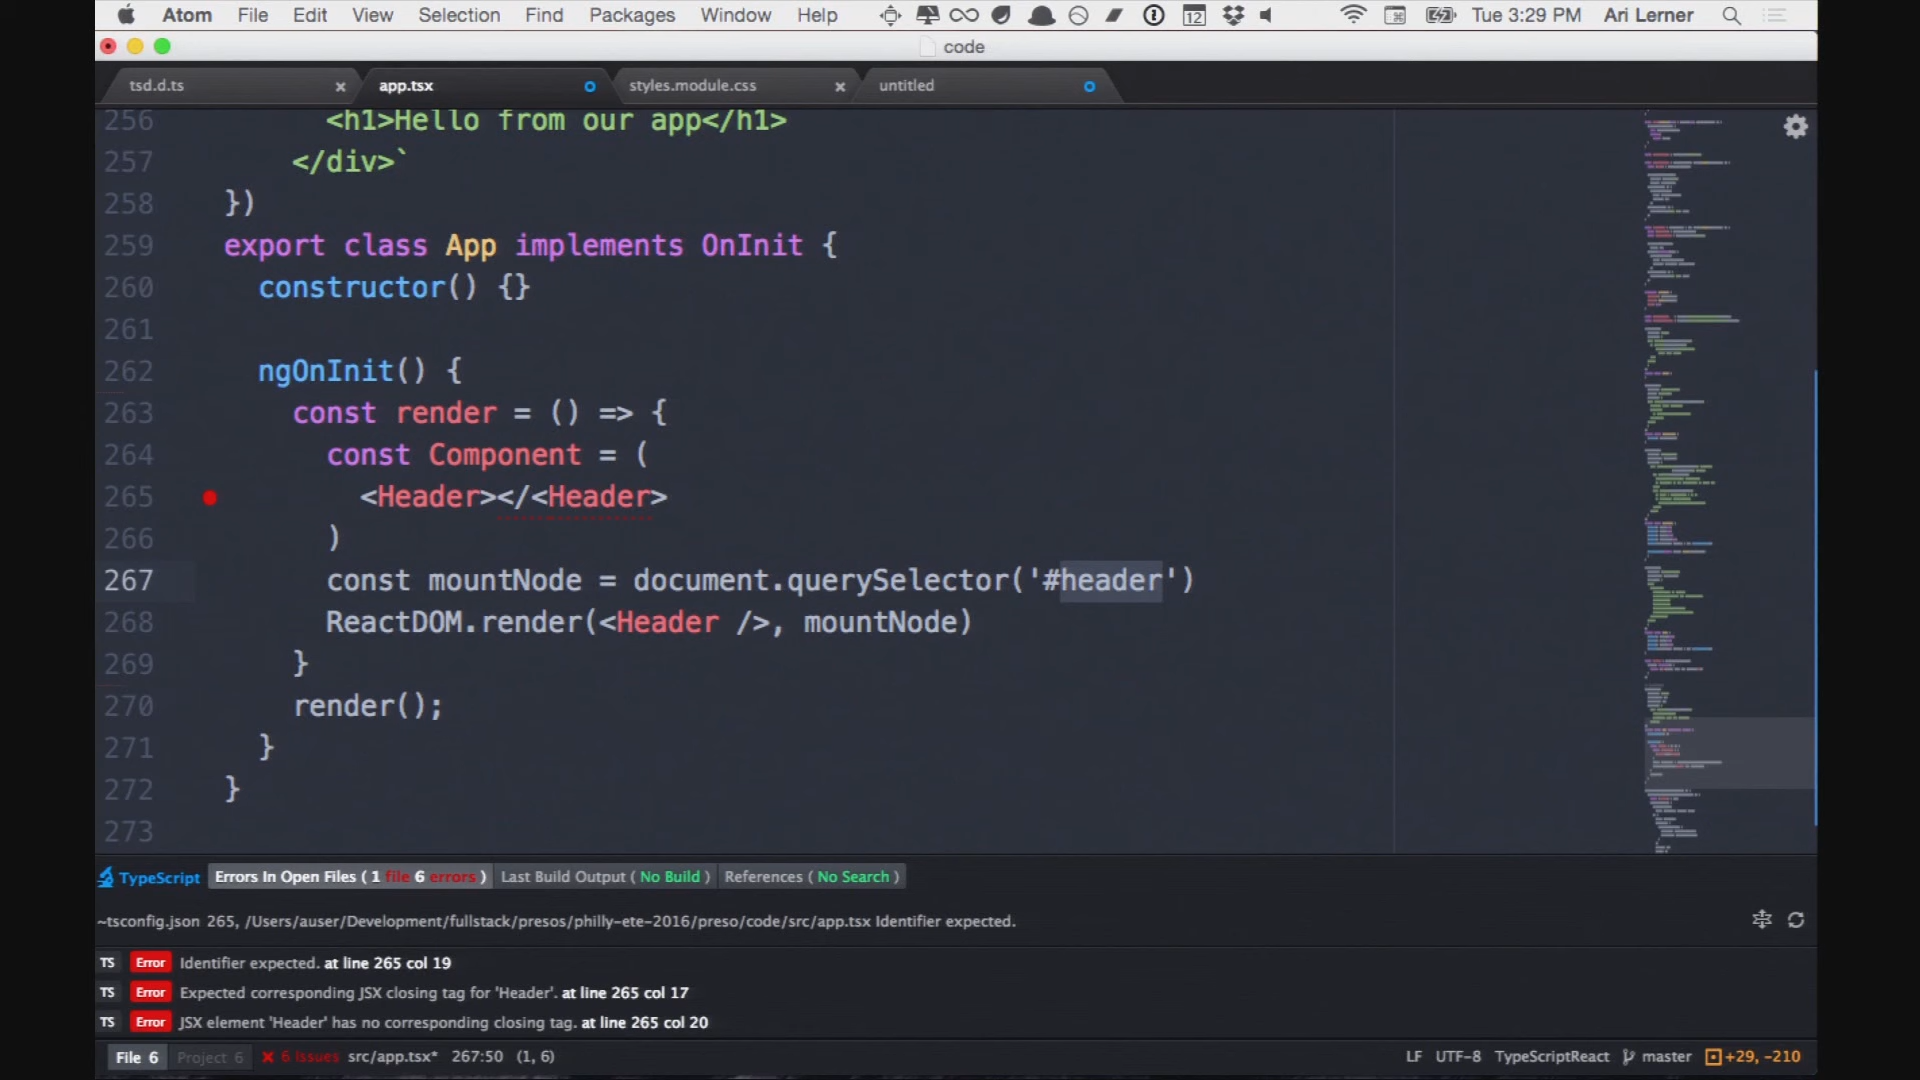 Atom File Edit View Selection Find Packages Window Help 12 Tue 3:29 PM Ari Lerner
code
tsd.d.ts app.tsx styles.module.css untitled
256 <h1>Hello from our app</h1>
257 </div>`
258 })
259 export class App implements OnInit {
260 constructor() {}
261
262 ngOnInit() {
263 const render = () => {
264 const Component = (
265 <Header></<Header>
266 )
267 const mountNode = document.querySelector('#header')
268 ReactDOM.render(<Header />, mountNode)
269 }
270 render();
271 }
272 }
273
TypeScript Errors In Open Files ( 1 file 6 errors ) Last Build Output ( No Build ) References ( No Search )
~tsconfig.json 265, /Users/auser/Development/fullstack/presos/philly-ete-2016/preso/code/src/app.tsx Identifier expected.
TS Error Identifier expected. at line 265 col 19
TS Error Expected corresponding JSX closing tag for 'Header'. at line 265 col 17
TS Error JSX element 'Header' has no corresponding closing tag. at line 265 col 20
File 6 Project 6 6 Issues src/app.tsx* 267:50 (1, 6) LF UTF-8 TypeScriptReact master +29, -210